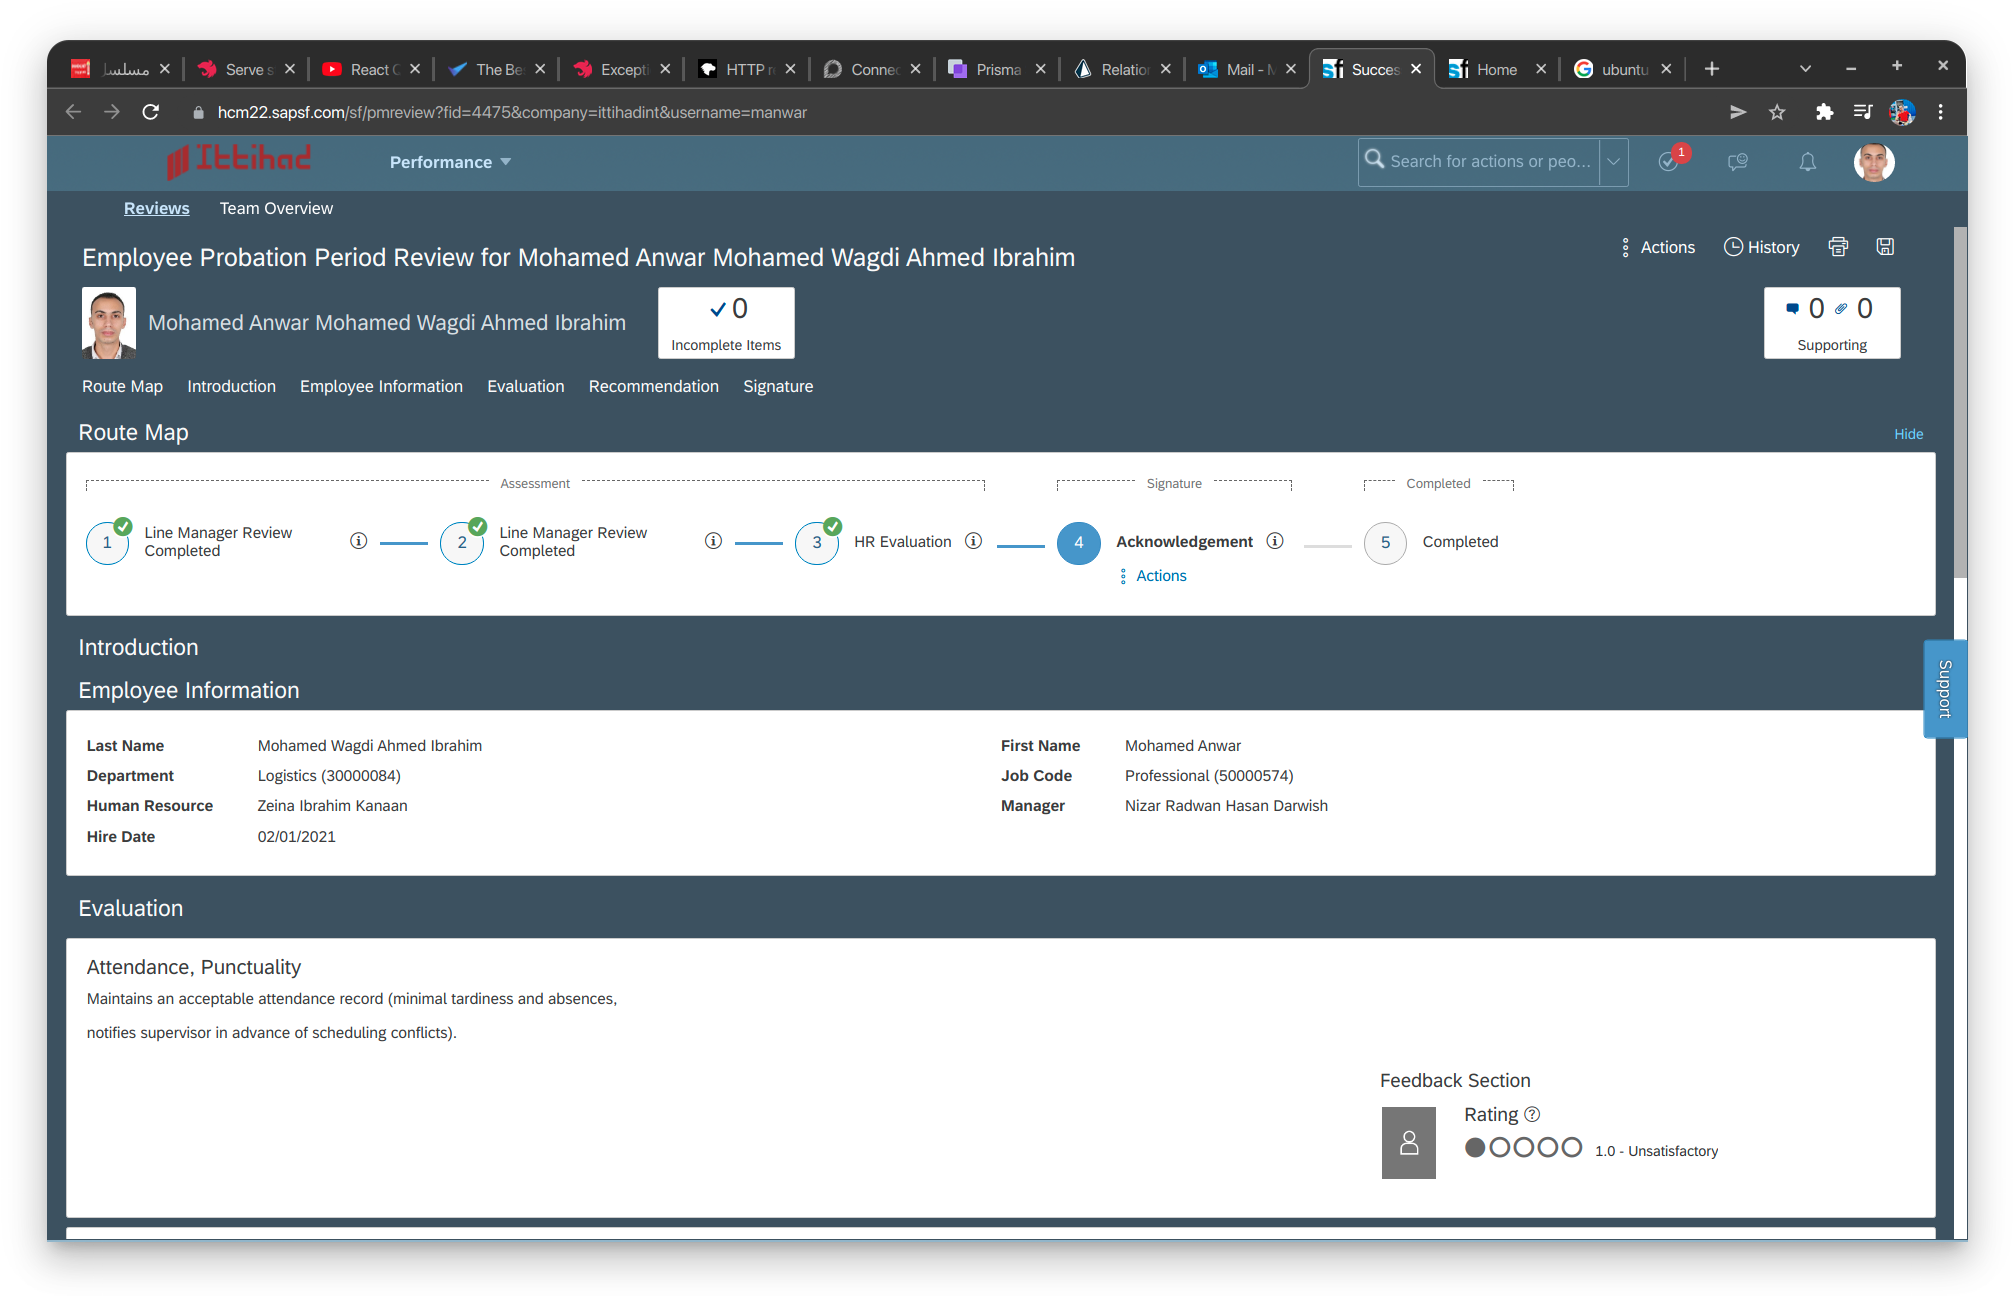 مسلسل
Serve s
React C
The Be
Excepti
HTTP r
Connec
Prisma
Relation
Mail - M
Succes
Home
ubuntu
hcm22.sapsf.com/sf/pmreview?fid=4475&company=ittihadint&username=manwar
Ittihad
Performance
Search for actions or peo...
1
Reviews
Team Overview
Employee Probation Period Review for Mohamed Anwar Mohamed Wagdi Ahmed Ibrahim
Actions
History
Mohamed Anwar Mohamed Wagdi Ahmed Ibrahim
0
Incomplete Items
0 0
Supporting
Route Map Introduction Employee Information Evaluation Recommendation Signature
Route Map
Hide
Assessment
Signature
Completed
1 Line Manager Review Completed
2 Line Manager Review Completed
3 HR Evaluation
4 Acknowledgement
Actions
5 Completed
Introduction
Support
Employee Information
Last Name Mohamed Wagdi Ahmed Ibrahim
First Name Mohamed Anwar
Department Logistics (30000084)
Job Code Professional (50000574)
Human Resource Zeina Ibrahim Kanaan
Manager Nizar Radwan Hasan Darwish
Hire Date 02/01/2021
Evaluation
Attendance, Punctuality
Maintains an acceptable attendance record (minimal tardiness and absences,
notifies supervisor in advance of scheduling conflicts).
Feedback Section
Rating
1.0 - Unsatisfactory